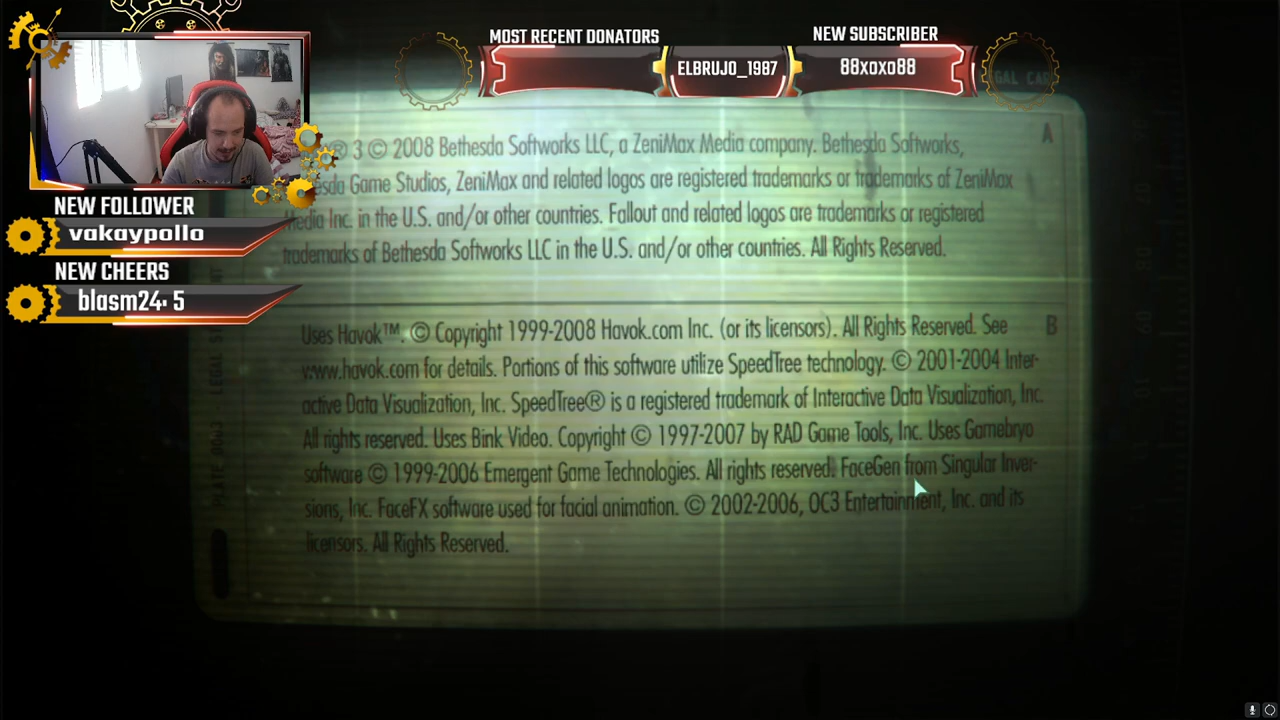 MOST RECENT DONATORS
NEW SUBSCRIBER
ELBRUJO_1987
88xoxo88
NEW FOLLOWER
vakaypollo
NEW CHEERS
blasm24: 5
GAL CAR
A
® 3 © 2008 Bethesda Softworks LLC, a ZeniMax Media company. Bethesda Softworks,
esda Game Studios, ZeniMax and related logos are registered trademarks or trademarks of ZeniMax
Media Inc. in the U.S. and/or other countries. Fallout and related logos are trademarks or registered
trademarks of Bethesda Softworks LLC in the U.S. and/or other countries. All Rights Reserved.
B
Uses Havok™. © Copyright 1999-2008 Havok.com Inc. (or its licensors). All Rights Reserved. See
www.havok.com for details. Portions of this software utilize SpeedTree technology. © 2001-2004 Inter-
active Data Visualization, Inc. SpeedTree® is a registered trademark of Interactive Data Visualization, Inc.
All rights reserved. Uses Bink Video. Copyright © 1997-2007 by RAD Game Tools, Inc. Uses Gamebryo
software © 1999-2006 Emergent Game Technologies. All rights reserved. FaceGen from Singular Inver-
sions, Inc. FaceFX software used for facial animation. © 2002-2006, OC3 Entertainment, Inc. and its
licensors. All Rights Reserved.